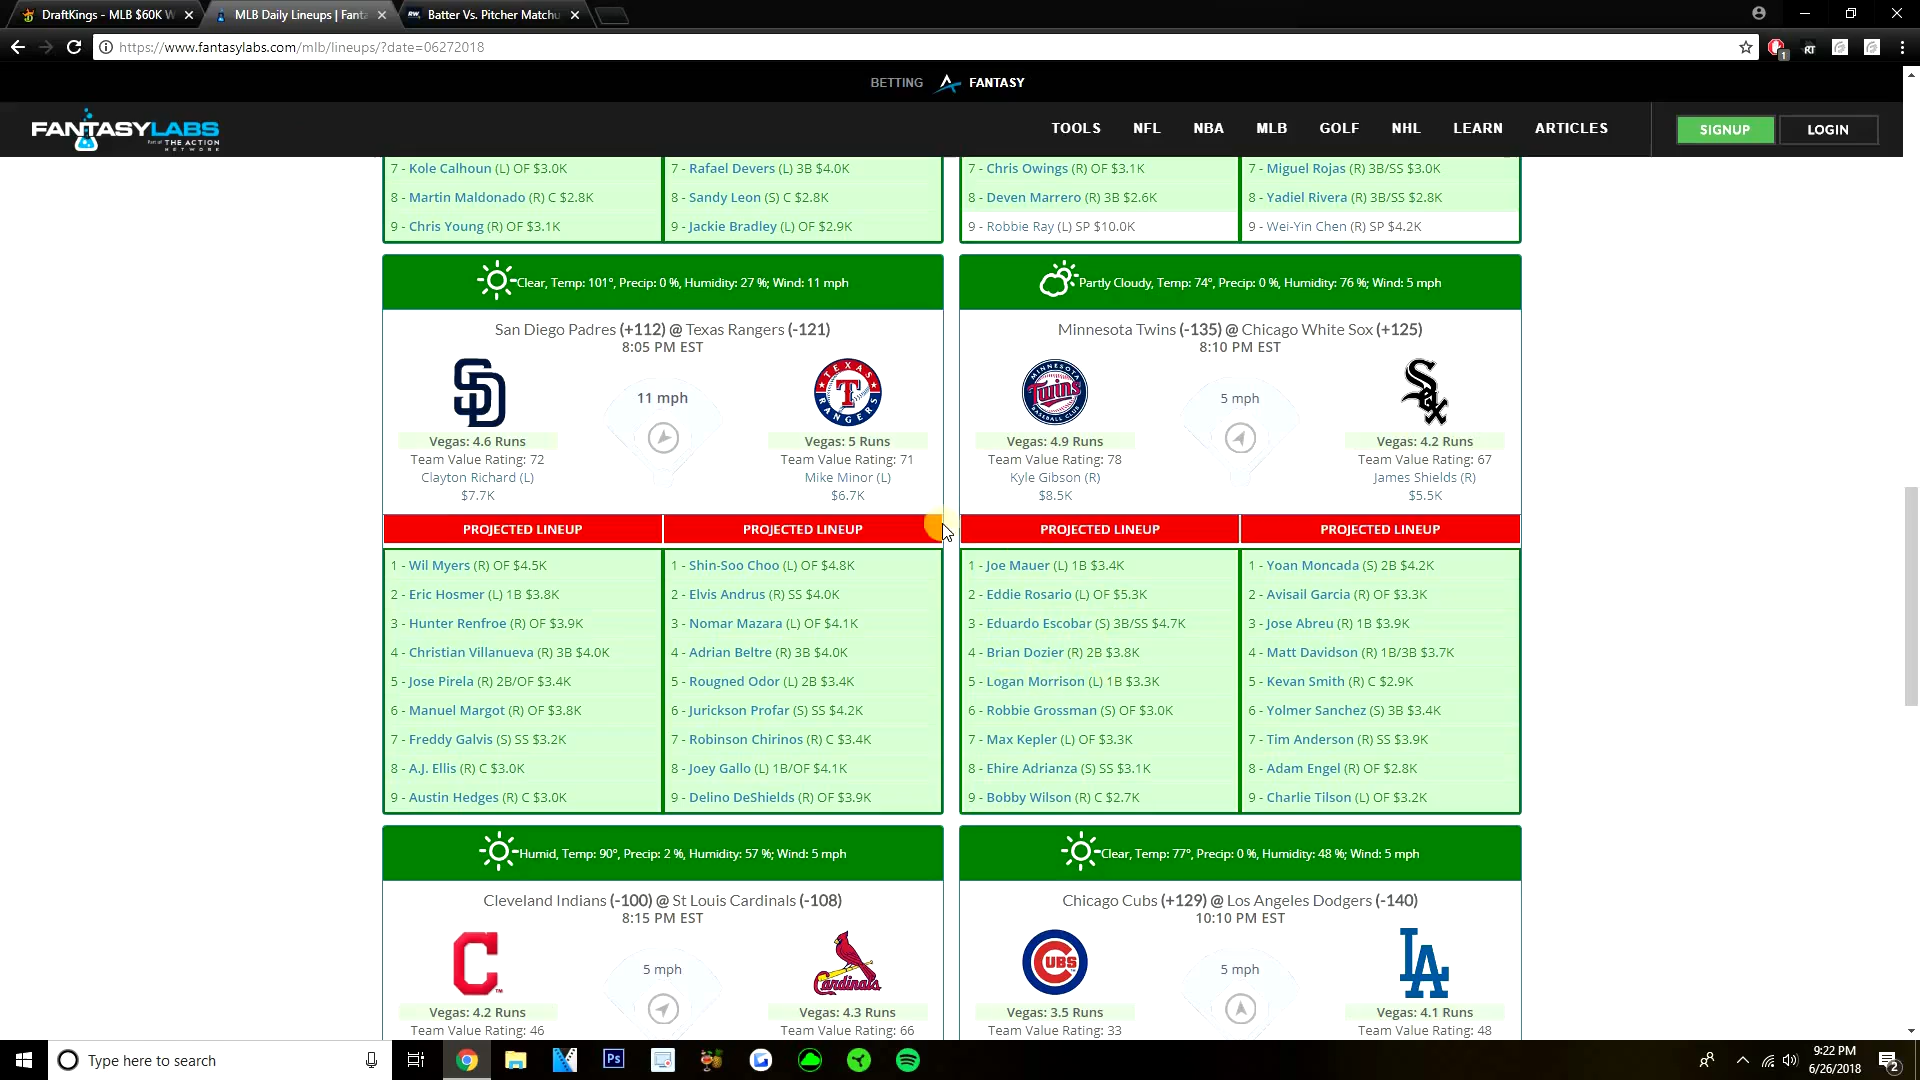 DraftKings - MLB $60K W
MLB Daily Lineups | Fanta
Batter Vs. Pitcher Matchu
https://www.fantasylabs.com/mlb/lineups/?date=06272018
BETTING FANTASY
FANTASYLABS
Part of THE ACTION NETWORK
TOOLS NFL NBA MLB GOLF NHL LEARN ARTICLES SIGNUP LOGIN
7 - Kole Calhoun (L) OF $3.0K
8 - Martin Maldonado (R) C $2.8K
9 - Chris Young (R) OF $3.1K
7 - Rafael Devers (L) 3B $4.0K
8 - Sandy Leon (S) C $2.8K
9 - Jackie Bradley (L) OF $2.9K
7 - Chris Owings (R) OF $3.1K
8 - Deven Marrero (R) 3B $2.6K
9 - Robbie Ray (L) SP $10.0K
7 - Miguel Rojas (R) 3B/SS $3.0K
8 - Yadiel Rivera (R) 3B/SS $2.8K
9 - Wei-Yin Chen (R) SP $4.2K
Clear, Temp: 101°, Precip: 0 %, Humidity: 27 %; Wind: 11 mph
San Diego Padres (+112) @ Texas Rangers (-121)
8:05 PM EST
SD
TEXAS RANGERS
T
11 mph
Vegas: 4.6 Runs
Team Value Rating: 72
Clayton Richard (L)
$7.7K
Vegas: 5 Runs
Team Value Rating: 71
Mike Minor (L)
$6.7K
PROJECTED LINEUP
PROJECTED LINEUP
1 - Wil Myers (R) OF $4.5K
2 - Eric Hosmer (L) 1B $3.8K
3 - Hunter Renfroe (R) OF $3.9K
4 - Christian Villanueva (R) 3B $4.0K
5 - Jose Pirela (R) 2B/OF $3.4K
6 - Manuel Margot (R) OF $3.8K
7 - Freddy Galvis (S) SS $3.2K
8 - A.J. Ellis (R) C $3.0K
9 - Austin Hedges (R) C $3.0K
1 - Shin-Soo Choo (L) OF $4.8K
2 - Elvis Andrus (R) SS $4.0K
3 - Nomar Mazara (L) OF $4.1K
4 - Adrian Beltre (R) 3B $4.0K
5 - Rougned Odor (L) 2B $3.4K
6 - Jurickson Profar (S) SS $4.2K
7 - Robinson Chirinos (R) C $3.4K
8 - Joey Gallo (L) 1B/OF $4.1K
9 - Delino DeShields (R) OF $3.9K
Partly Cloudy, Temp: 74°, Precip: 0 %, Humidity: 76 %; Wind: 5 mph
Minnesota Twins (-135) @ Chicago White Sox (+125)
8:10 PM EST
MINNESOTA Twins BASEBALL CLUB
Sox
5 mph
Vegas: 4.9 Runs
Team Value Rating: 78
Kyle Gibson (R)
$8.5K
Vegas: 4.2 Runs
Team Value Rating: 67
James Shields (R)
$5.5K
PROJECTED LINEUP
PROJECTED LINEUP
1 - Joe Mauer (L) 1B $3.4K
2 - Eddie Rosario (L) OF $5.3K
3 - Eduardo Escobar (S) 3B/SS $4.7K
4 - Brian Dozier (R) 2B $3.8K
5 - Logan Morrison (L) 1B $3.3K
6 - Robbie Grossman (S) OF $3.0K
7 - Max Kepler (L) OF $3.3K
8 - Ehire Adrianza (S) SS $3.1K
9 - Bobby Wilson (R) C $2.7K
1 - Yoan Moncada (S) 2B $4.2K
2 - Avisail Garcia (R) OF $3.3K
3 - Jose Abreu (R) 1B $3.9K
4 - Matt Davidson (R) 1B/3B $3.7K
5 - Kevan Smith (R) C $2.9K
6 - Yolmer Sanchez (S) 3B $3.4K
7 - Tim Anderson (R) SS $3.9K
8 - Adam Engel (R) OF $2.8K
9 - Charlie Tilson (L) OF $3.2K
Humid, Temp: 90°, Precip: 2 %, Humidity: 57 %; Wind: 5 mph
Cleveland Indians (-100) @ St Louis Cardinals (-108)
8:15 PM EST
C
Cardinals
5 mph
Vegas: 4.2 Runs
Team Value Rating: 46
Vegas: 4.3 Runs
Team Value Rating: 66
Clear, Temp: 77°, Precip: 0 %, Humidity: 48 %; Wind: 5 mph
Chicago Cubs (+129) @ Los Angeles Dodgers (-140)
10:10 PM EST
CUBS
LA
5 mph
Vegas: 3.5 Runs
Team Value Rating: 33
Vegas: 4.1 Runs
Team Value Rating: 48
Type here to search
Ps
9:22 PM
6/26/2018
2